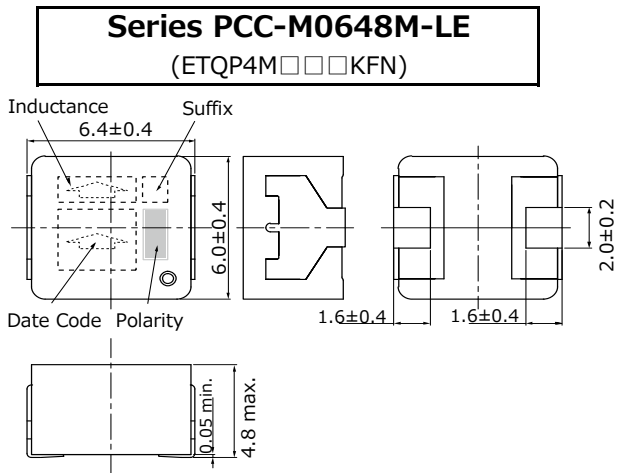 Series PCC-M0648M-LE
(ETQP4M□□□KFN)
Inductance
Suffix
6.4±0.4
6.0±0.4
2.0±0.2
Date Code
Polarity
1.6±0.4
1.6±0.4
0.05 min.
4.8 max.